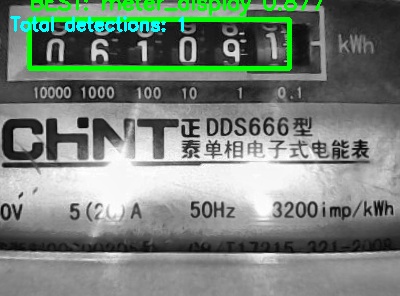 BEST: meter_display 0.877
Total detections: 1
0 6 1 0 9 1 kWh
10000 1000 100 10 1 0.1
CHNT 正泰 DDS666型
单相电子式电能表
5(20)A 50Hz 3200imp/kWh